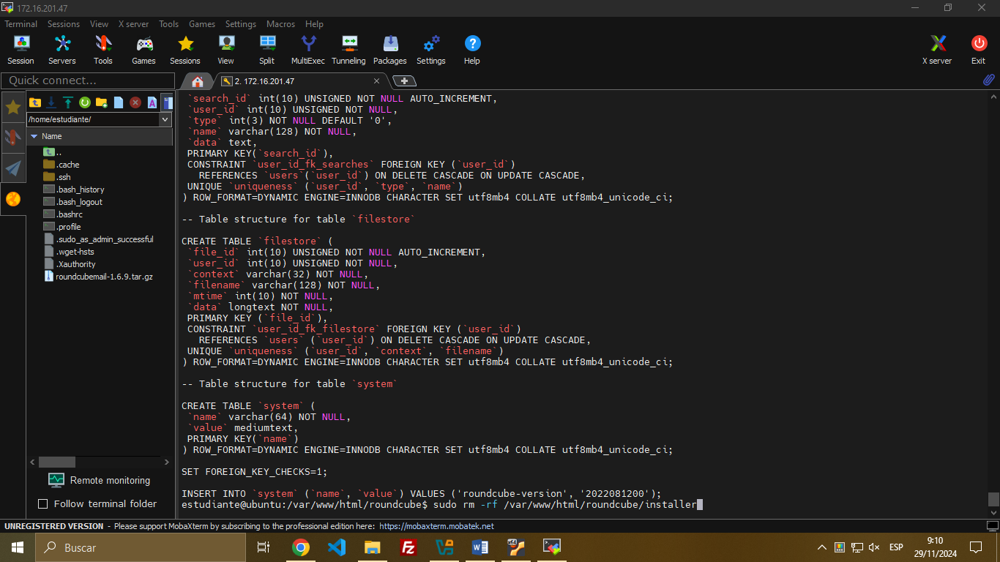 172.16.201.47
Terminal Sessions View X server Tools Games Settings Macros Help
Session Servers Tools Games Sessions View Split MultiExec Tunneling Packages Settings Help X server Exit
Quick connect...
2. 172.16.201.47
/home/estudiante/
Name
..
.cache
.ssh
.bash_history
.bash_logout
.bashrc
.profile
.sudo_as_admin_successful
.wget-hsts
.Xauthority
roundcubemail-1.6.9.tar.gz
Remote monitoring
Follow terminal folder
`search_id` int(10) UNSIGNED NOT NULL AUTO_INCREMENT,
`user_id` int(10) UNSIGNED NOT NULL,
`type` int(3) NOT NULL DEFAULT '0',
`name` varchar(128) NOT NULL,
`data` text,
PRIMARY KEY(`search_id`),
CONSTRAINT `user_id_fk_searches` FOREIGN KEY (`user_id`)
REFERENCES `users`(`user_id`) ON DELETE CASCADE ON UPDATE CASCADE,
UNIQUE `uniqueness` (`user_id`, `type`, `name`)
) ROW_FORMAT=DYNAMIC ENGINE=INNODB CHARACTER SET utf8mb4 COLLATE utf8mb4_unicode_ci;
-- Table structure for table `filestore`
CREATE TABLE `filestore` (
`file_id` int(10) UNSIGNED NOT NULL AUTO_INCREMENT,
`user_id` int(10) UNSIGNED NOT NULL,
`context` varchar(32) NOT NULL,
`filename` varchar(128) NOT NULL,
`mtime` int(10) NOT NULL,
`data` longtext NOT NULL,
PRIMARY KEY (`file_id`),
CONSTRAINT `user_id_fk_filestore` FOREIGN KEY (`user_id`)
REFERENCES `users` (`user_id`) ON DELETE CASCADE ON UPDATE CASCADE,
UNIQUE `uniqueness` (`user_id`, `context`, `filename`)
) ROW_FORMAT=DYNAMIC ENGINE=INNODB CHARACTER SET utf8mb4 COLLATE utf8mb4_unicode_ci;
-- Table structure for table `system`
CREATE TABLE `system` (
`name` varchar(64) NOT NULL,
`value` mediumtext,
PRIMARY KEY(`name`)
) ROW_FORMAT=DYNAMIC ENGINE=INNODB CHARACTER SET utf8mb4 COLLATE utf8mb4_unicode_ci;
SET FOREIGN_KEY_CHECKS=1;
INSERT INTO `system` (`name`, `value`) VALUES ('roundcube-version', '2022081200');
estudiante@ubuntu:/var/www/html/roundcube$ sudo rm -rf /var/www/html/roundcube/installer
UNREGISTERED VERSION - Please support MobaXterm by subscribing to the professional edition here: https://mobaxterm.mobatek.net
Buscar
ESP
9:10
29/11/2024